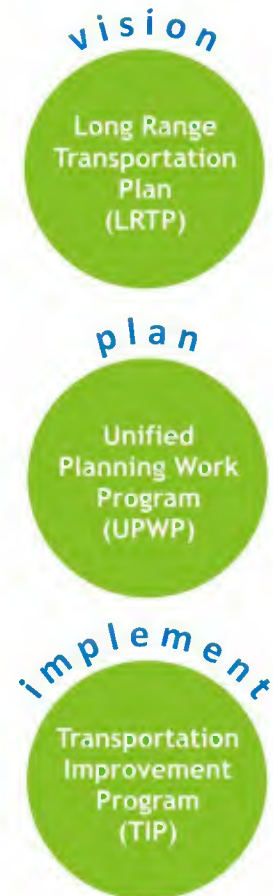 vision
Long Range
Transportation
Plan
(LRTP)
plan
Unified
Planning Work
Program
(UPWP)
implement
Transportation
Improvement
Program
(TIP)